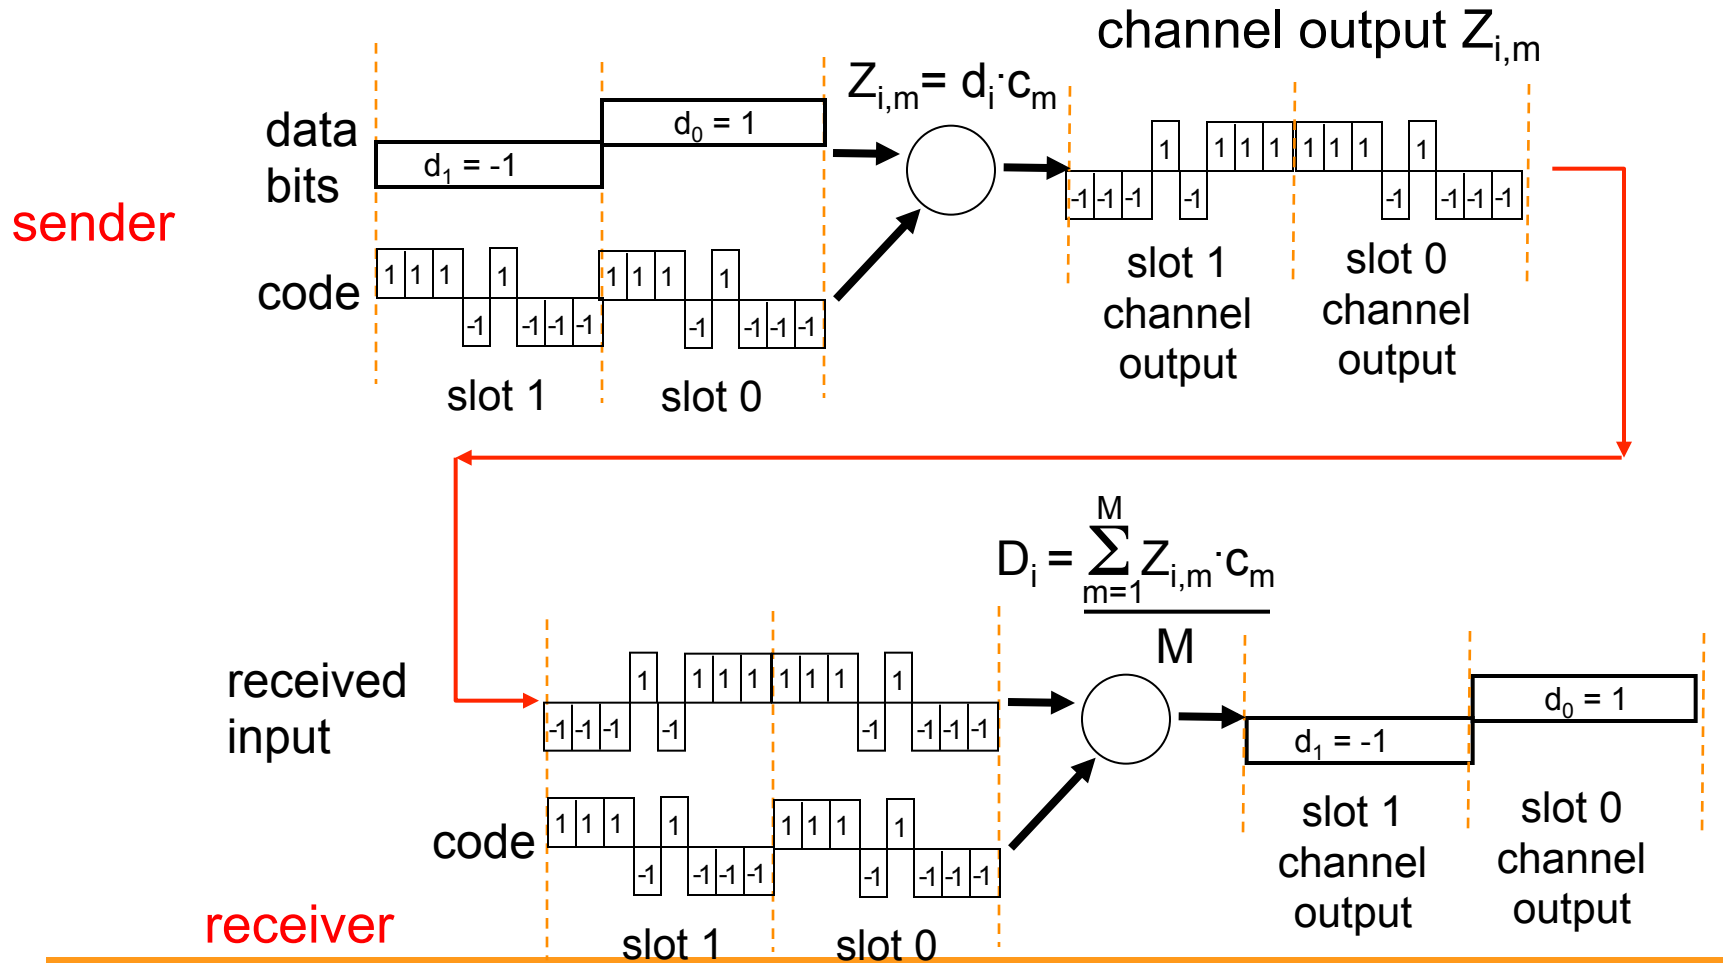 channel output Z_{i,m}
Z_{i,m}= d_i·c_m
data
bits
d_0 = 1
d_1 = -1
sender
code
1 1 1 -1 1 -1 -1 -1
1 1 1 -1 1 -1 -1 -1
slot 1
slot 0
-1 -1 -1 1 -1 1 1 1
1 1 1 -1 1 -1 -1 -1
slot 1
channel
output
slot 0
channel
output
D_i = Σ_{m=1}^{M} Z_{i,m}·c_m
M
received
input
-1 -1 -1 1 -1 1 1 1
1 1 1 -1 1 -1 -1 -1
code
1 1 1 -1 1 -1 -1 -1
1 1 1 -1 1 -1 -1 -1
receiver
slot 1
slot 0
d_0 = 1
d_1 = -1
slot 1
channel
output
slot 0
channel
output